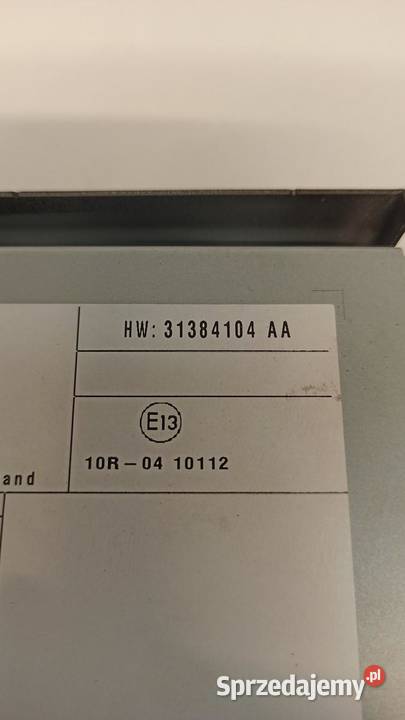 HW: 31384104 AA
E13
10R-04 10112
and
Sprzedajemy.pl